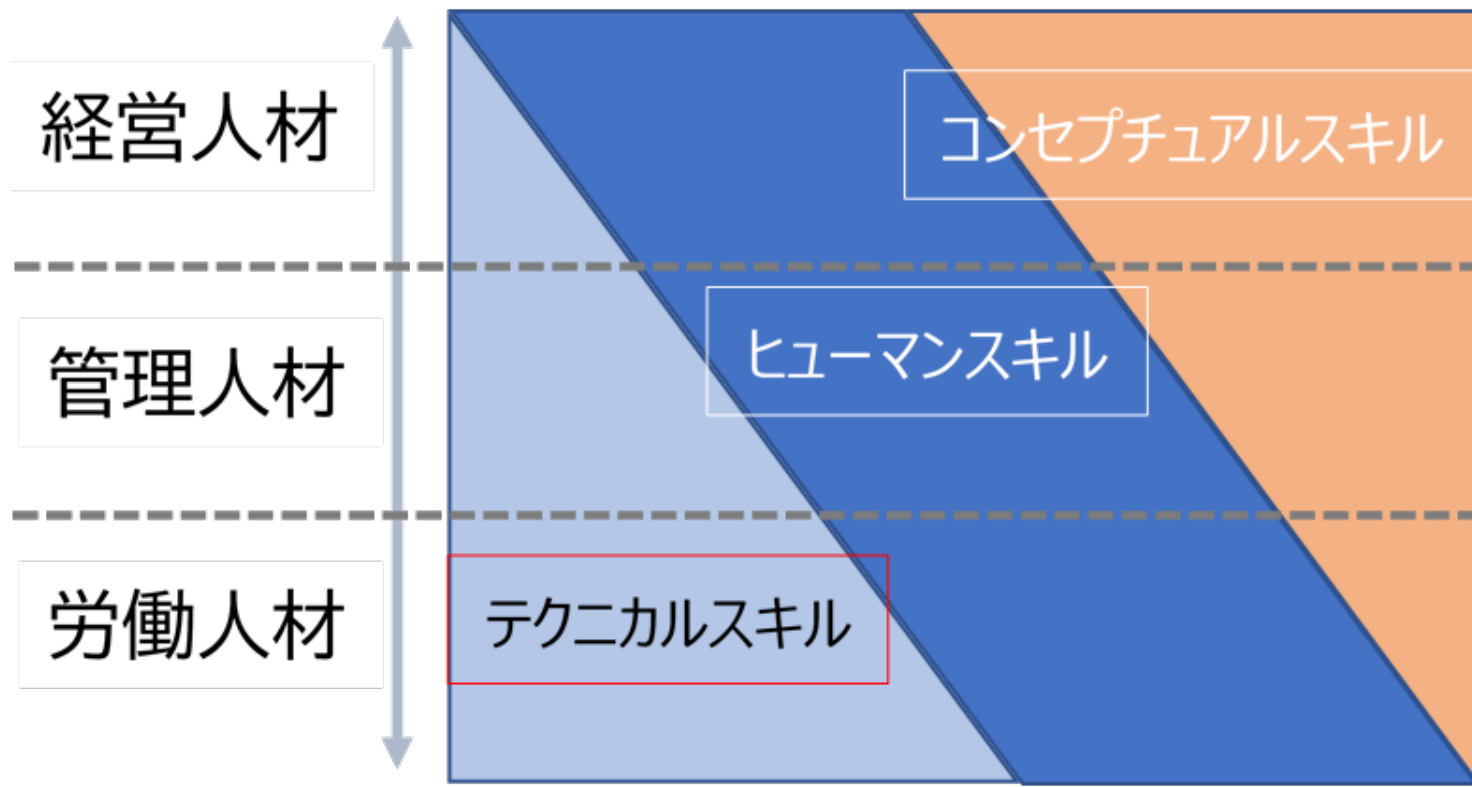 経営人材
コンセプチュアルスキル
管理人材
ヒューマンスキル
労働人材
テクニカルスキル